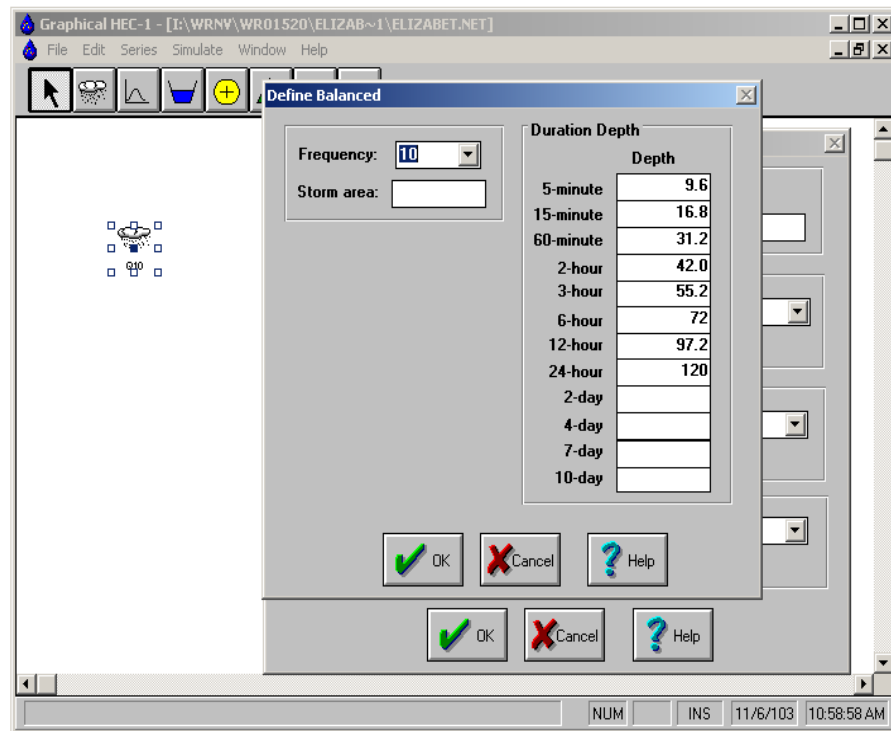 Graphical HEC-1 - [I:\WRNV\WR01520\ELIZAB~1\ELIZABET.NET]
File Edit Series Simulate Window Help
Define Balanced
Frequency: 10
Storm area:
Duration Depth
Depth
5-minute 9.6
15-minute 16.8
60-minute 31.2
2-hour 42.0
3-hour 55.2
6-hour 72
12-hour 97.2
24-hour 120
2-day
4-day
7-day
10-day
Q10
OK Cancel Help
OK Cancel Help
NUM INS 11/6/103 10:58:58 AM